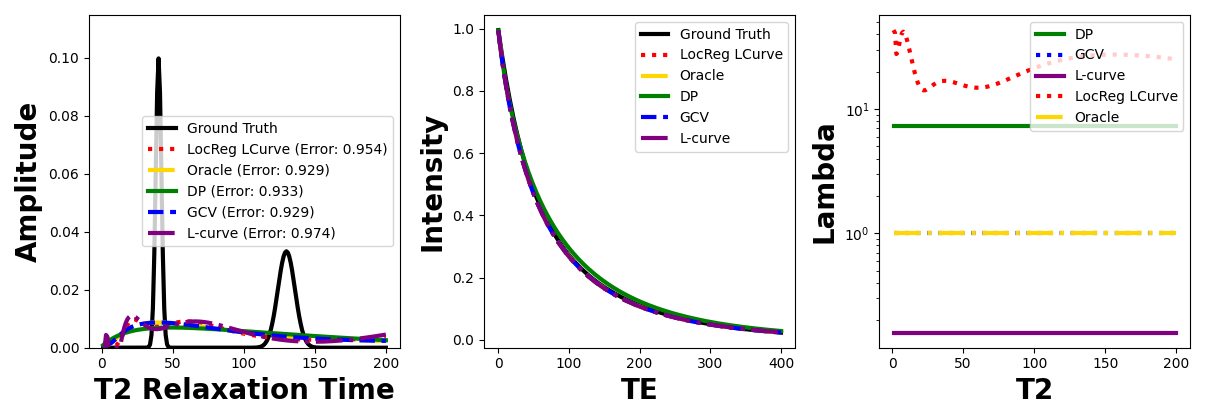 Amplitude
0.10
0.08
0.06
0.04
0.02
0.00
Ground Truth
LocReg LCurve (Error: 0.954)
Oracle (Error: 0.929)
DP (Error: 0.933)
GCV (Error: 0.929)
L-curve (Error: 0.974)
0 50 100 150 200
T2 Relaxation Time
Intensity
1.0
0.8
0.6
0.4
0.2
0.0
Ground Truth
LocReg LCurve
Oracle
DP
GCV
L-curve
0 100 200 300 400
TE
Lambda
10¹
10⁰
DP
GCV
L-curve
LocReg LCurve
Oracle
0 50 100 150 200
T2